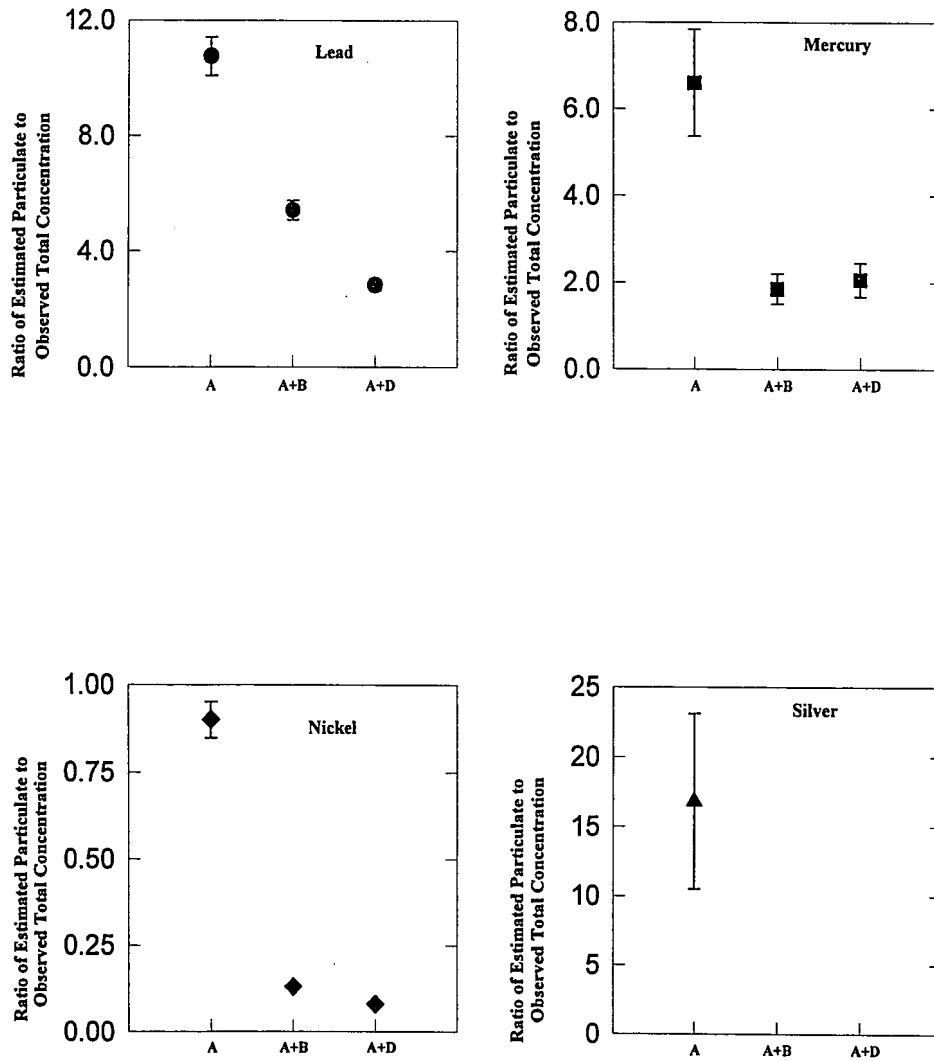 Ratio of Estimated Particulate to
Observed Total Concentration
12.0
8.0
4.0
0.0
Lead
A A+B A+D
Ratio of Estimated Particulate to
Observed Total Concentration
8.0
6.0
4.0
2.0
0.0
Mercury
A A+B A+D
Ratio of Estimated Particulate to
Observed Total Concentration
1.00
0.75
0.50
0.25
0.00
Nickel
A A+B A+D
Ratio of Estimated Particulate to
Observed Total Concentration
25
20
15
10
5
0
Silver
A A+B A+D